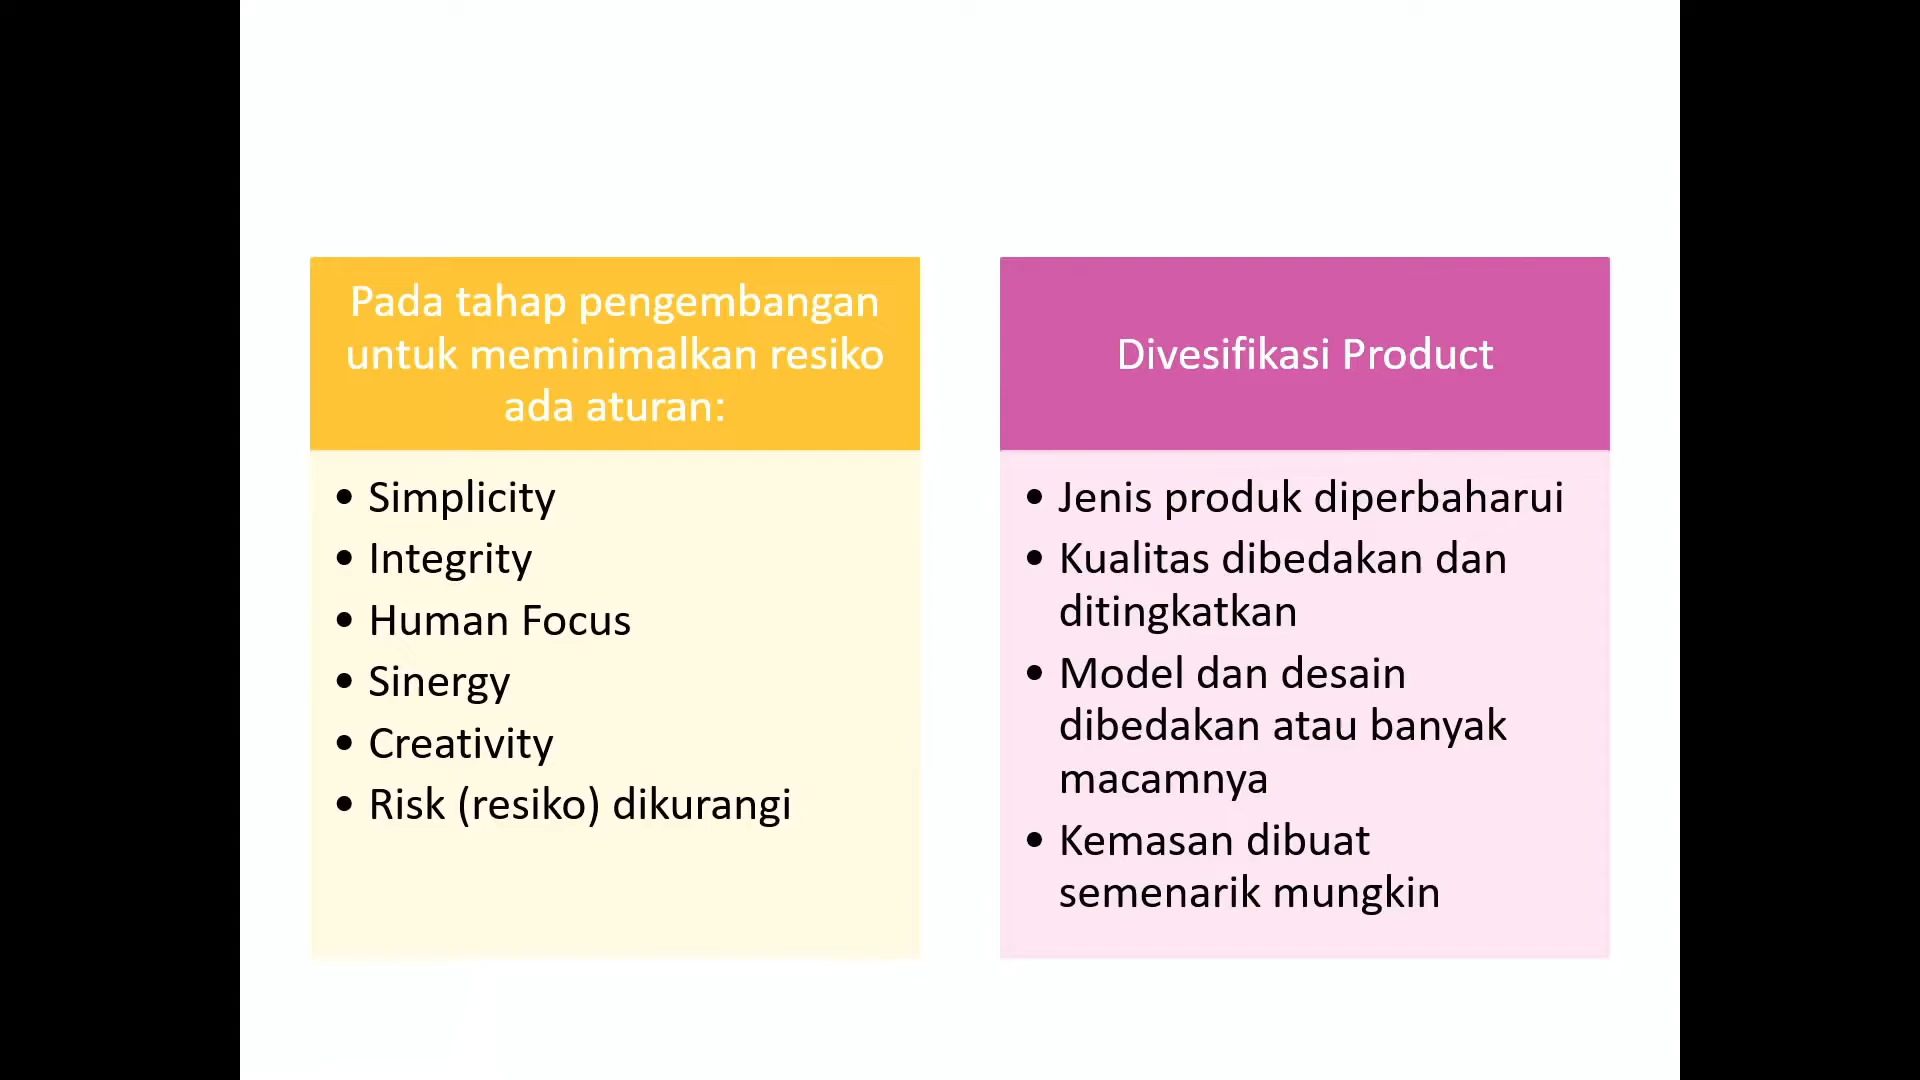 Pada tahap pengembangan
untuk meminimalkan resiko
ada aturan:
• Simplicity
• Integrity
• Human Focus
• Sinergy
• Creativity
• Risk (resiko) dikurangi
Divesifikasi Product
• Jenis produk diperbaharui
• Kualitas dibedakan dan
ditingkatkan
• Model dan desain
dibedakan atau banyak
macamnya
• Kemasan dibuat
semenarik mungkin